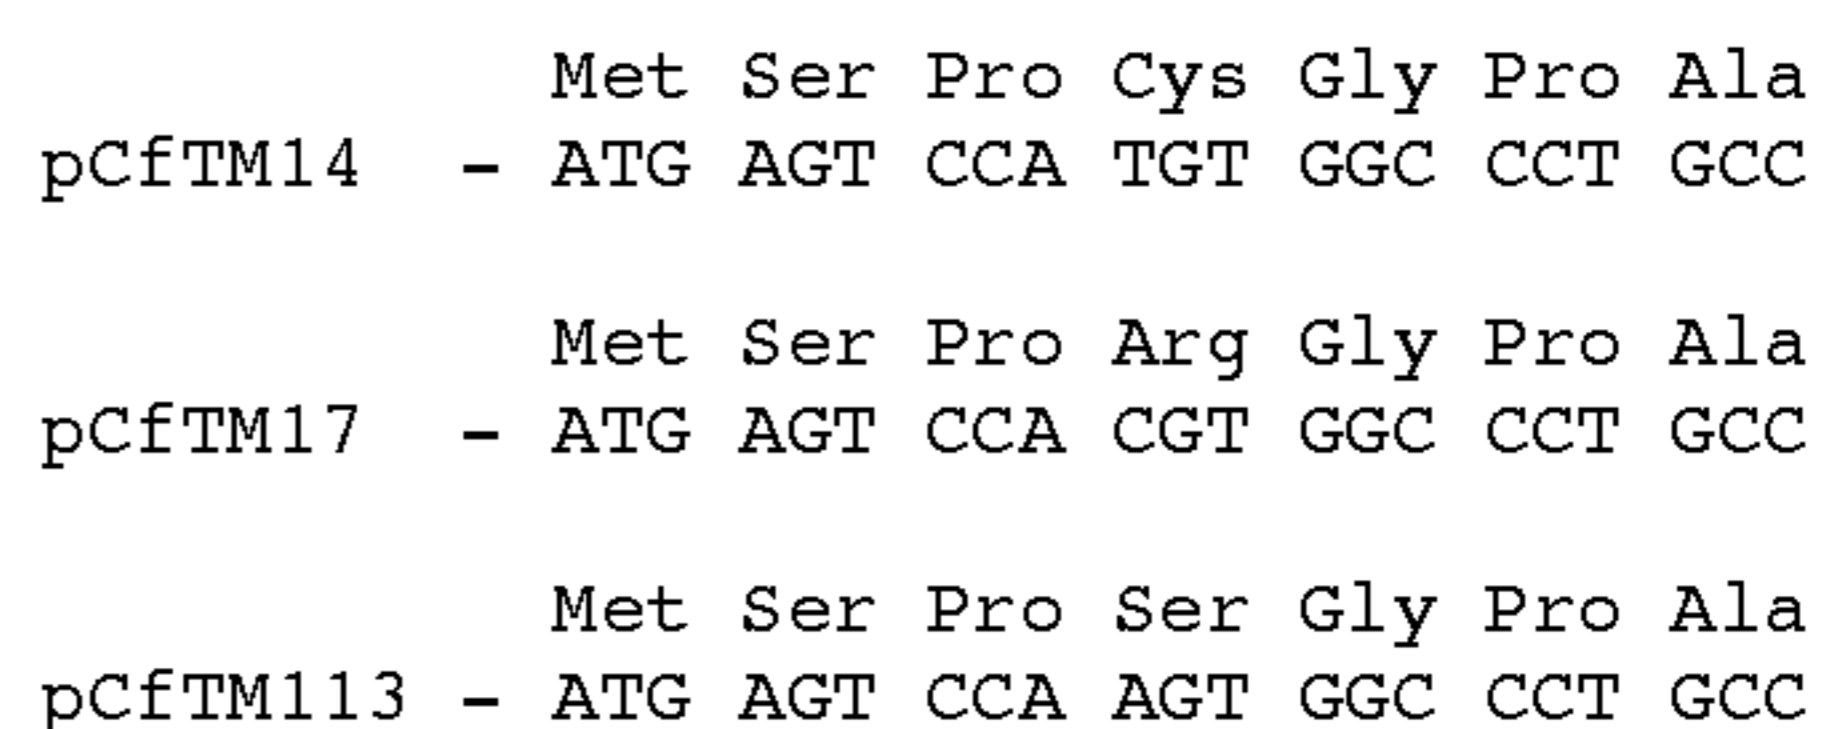 Met Ser Pro Cys Gly Pro Ala
pCfTM14 - ATG AGT CCA TGT GGC CCT GCC
Met Ser Pro Arg Gly Pro Ala
pCfTM17 - ATG AGT CCA CGT GGC CCT GCC
Met Ser Pro Ser Gly Pro Ala
pCfTM113 - ATG AGT CCA AGT GGC CCT GCC